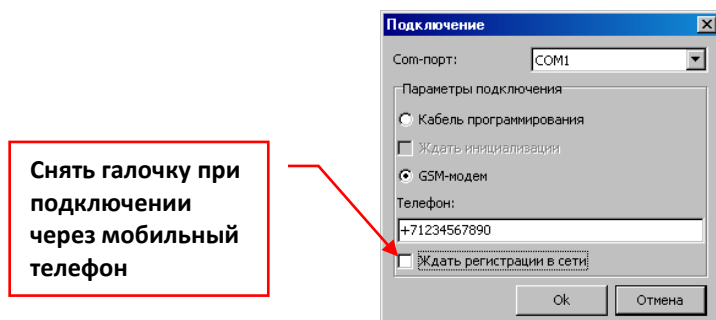 Подключение
Com-порт:
COM1
Параметры подключения
Кабель программирования
Ждать инициализации
GSM-модем
Телефон:
+71234567890
Ждать регистрации в сети
Ok
Отмена
Снять галочку при
подключении
через мобильный
телефон